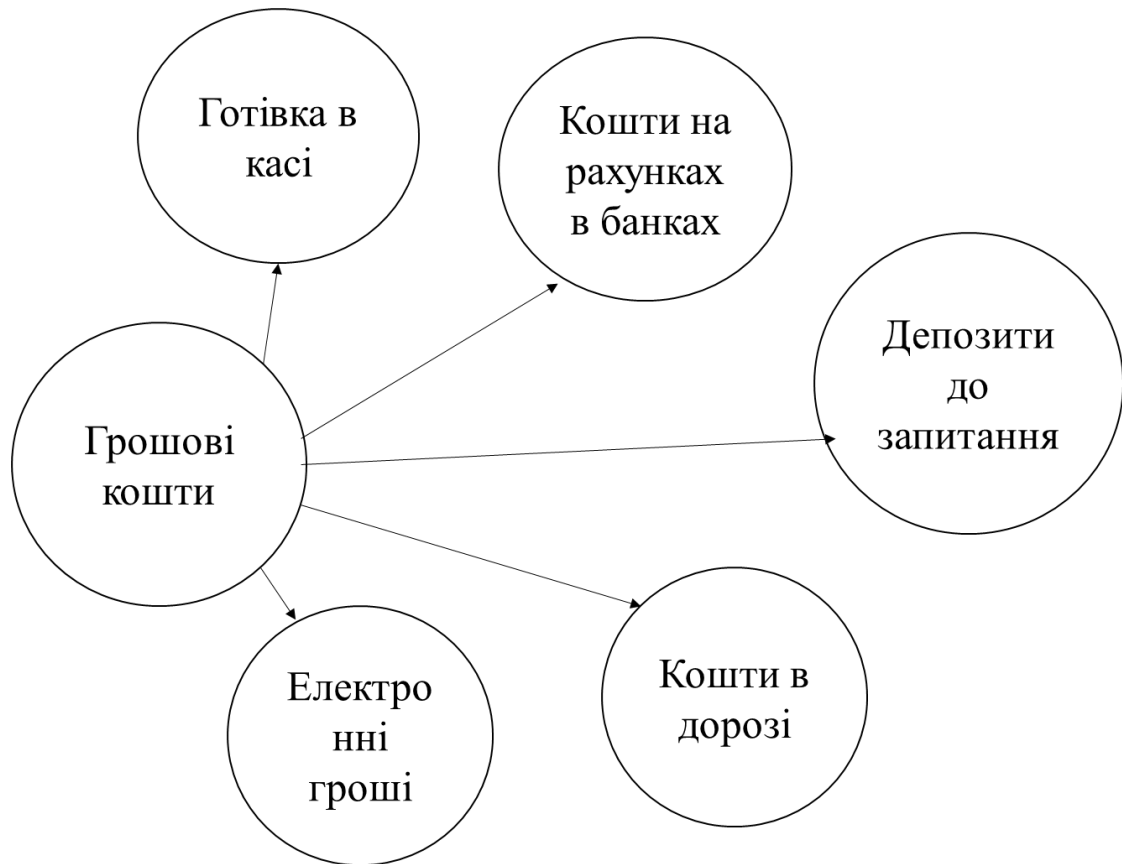 Готівка в
касі
Кошти на
рахунках
в банках
Депозити
до
запитання
Грошові
кошти
Електро
нні
гроші
Кошти в
дорозі